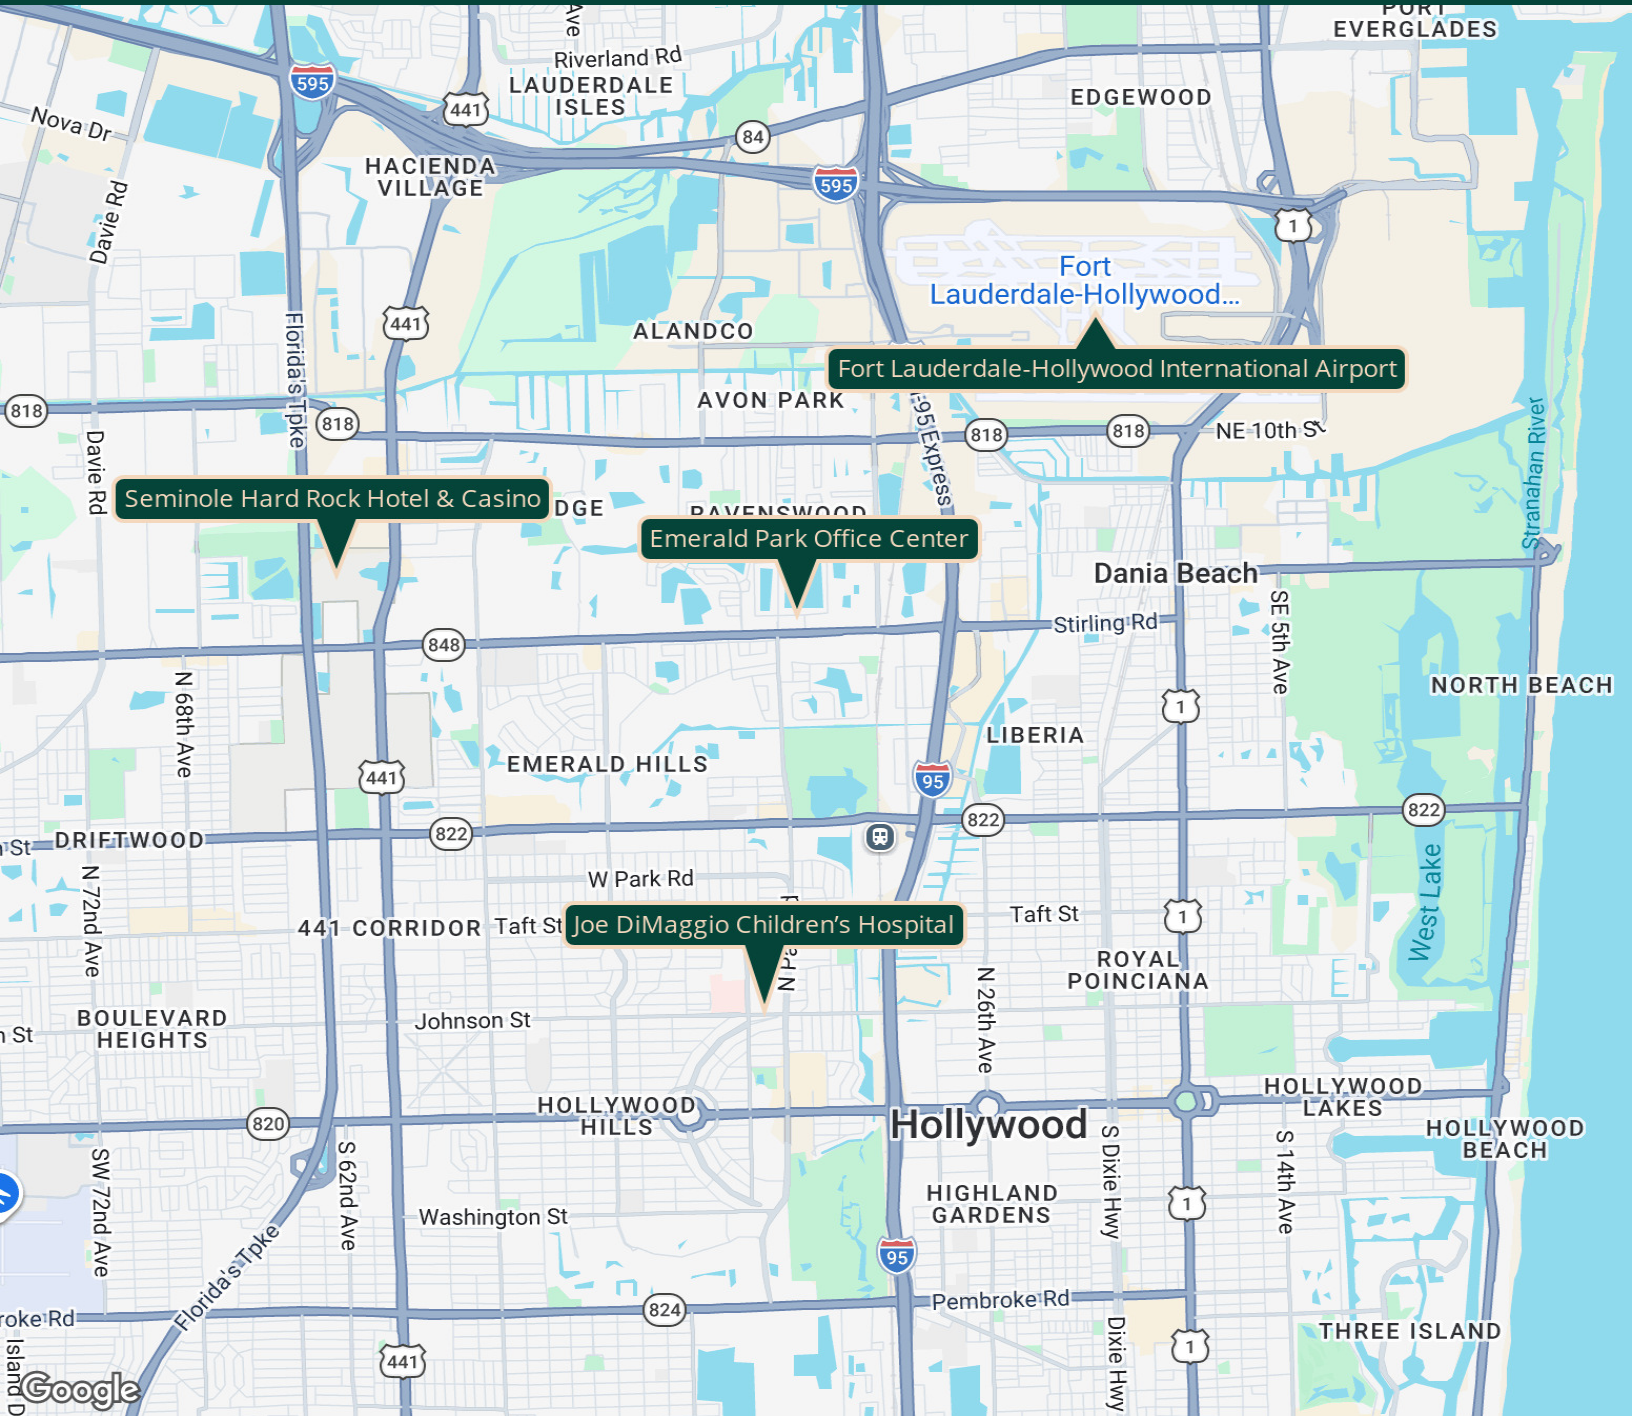 PORT
EVERGLADES
Ave
Riverland Rd
LAUDERDALE
ISLES
595
441
EDGEWOOD
Nova Dr
84
HACIENDA
VILLAGE
595
Davie Rd
1
Fort
Lauderdale-Hollywood...
441
ALANDCO
Florida's Tpke
Fort Lauderdale-Hollywood International Airport
AVON PARK
818
818
I-95 Express
818
818
NE 10th St
Davie Rd
Stranahan River
Seminole Hard Rock Hotel & Casino
DGE
RAVENSWOOD
Emerald Park Office Center
Dania Beach
SE 5th Ave
Stirling Rd
848
N 68th Ave
NORTH BEACH
1
LIBERIA
EMERALD HILLS
441
95
822
822
822
DRIFTWOOD
St
West Lake
N 72nd Ave
W Park Rd
441 CORRIDOR
Taft St
Joe DiMaggio Children's Hospital
Taft St
1
ROYAL
POINCIANA
N
N 26th Ave
BOULEVARD
HEIGHTS
Johnson St
St
HOLLYWOOD
LAKES
HOLLYWOOD
HILLS
820
Hollywood
HOLLYWOOD
BEACH
S 62nd Ave
SW 72nd Ave
S Dixie Hwy
S 14th Ave
HIGHLAND
GARDENS
1
Washington St
Florida's Tpke
95
824
Pembroke Rd
roke Rd
THREE ISLAND
Dixie Hwy
1
441
Island D
Google